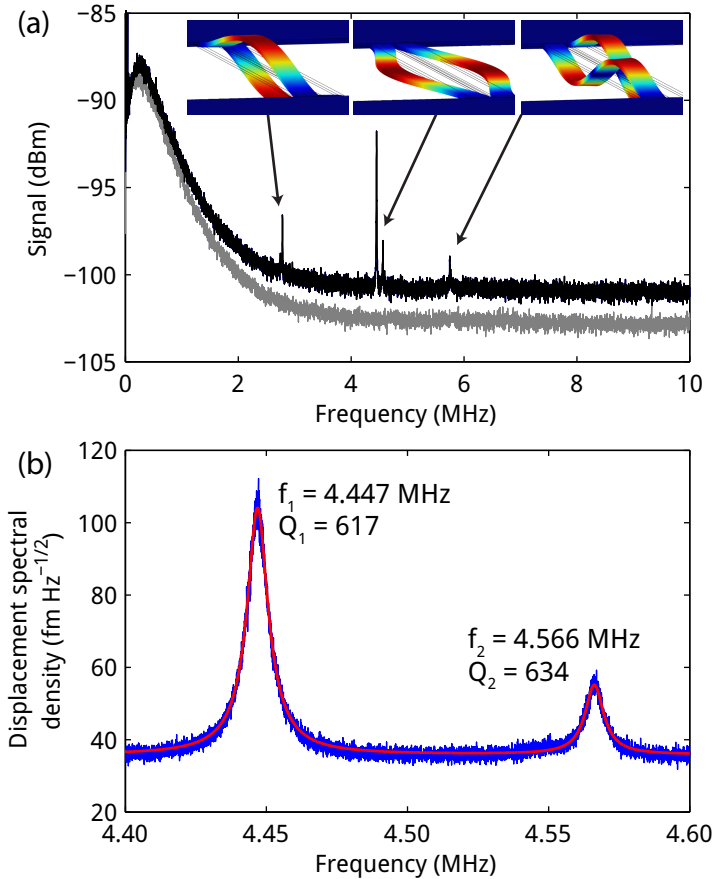 (a)
−85
−90
−95
−100
−105
Signal (dBm)
0
2
4
6
8
10
Frequency (MHz)
(b)
120
100
80
60
40
20
Displacement spectral
density (fm Hz⁻¹ᐟ²)
f₁ = 4.447 MHz
Q₁ = 617
f₂ = 4.566 MHz
Q₂ = 634
4.40
4.45
4.50
4.55
4.60
Frequency (MHz)